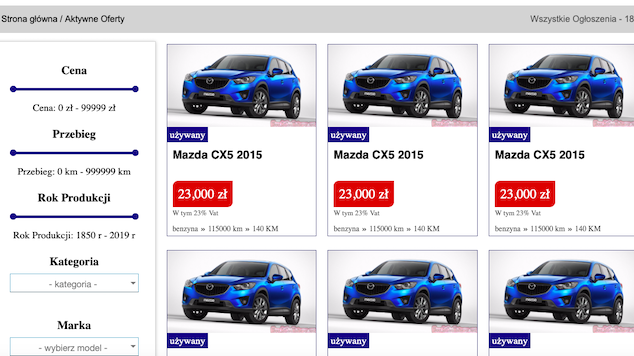 Strona główna / Aktywne Oferty
Wszystkie Ogłoszenia - 18
Cena
Cena: 0 zł - 99999 zł
Przebieg
Przebieg: 0 km - 999999 km
Rok Produkcji
Rok Produkcji: 1850 r - 2019 r
Kategoria
- kategoria -
Marka
- wybierz model -
używany
Mazda CX5 2015
23,000 zł
W tym 23% Vat
benzyna » 115000 km » 140 KM
używany
Mazda CX5 2015
23,000 zł
W tym 23% Vat
benzyna » 115000 km » 140 KM
używany
Mazda CX5 2015
23,000 zł
W tym 23% Vat
benzyna » 115000 km » 140 KM
używany
używany
używany